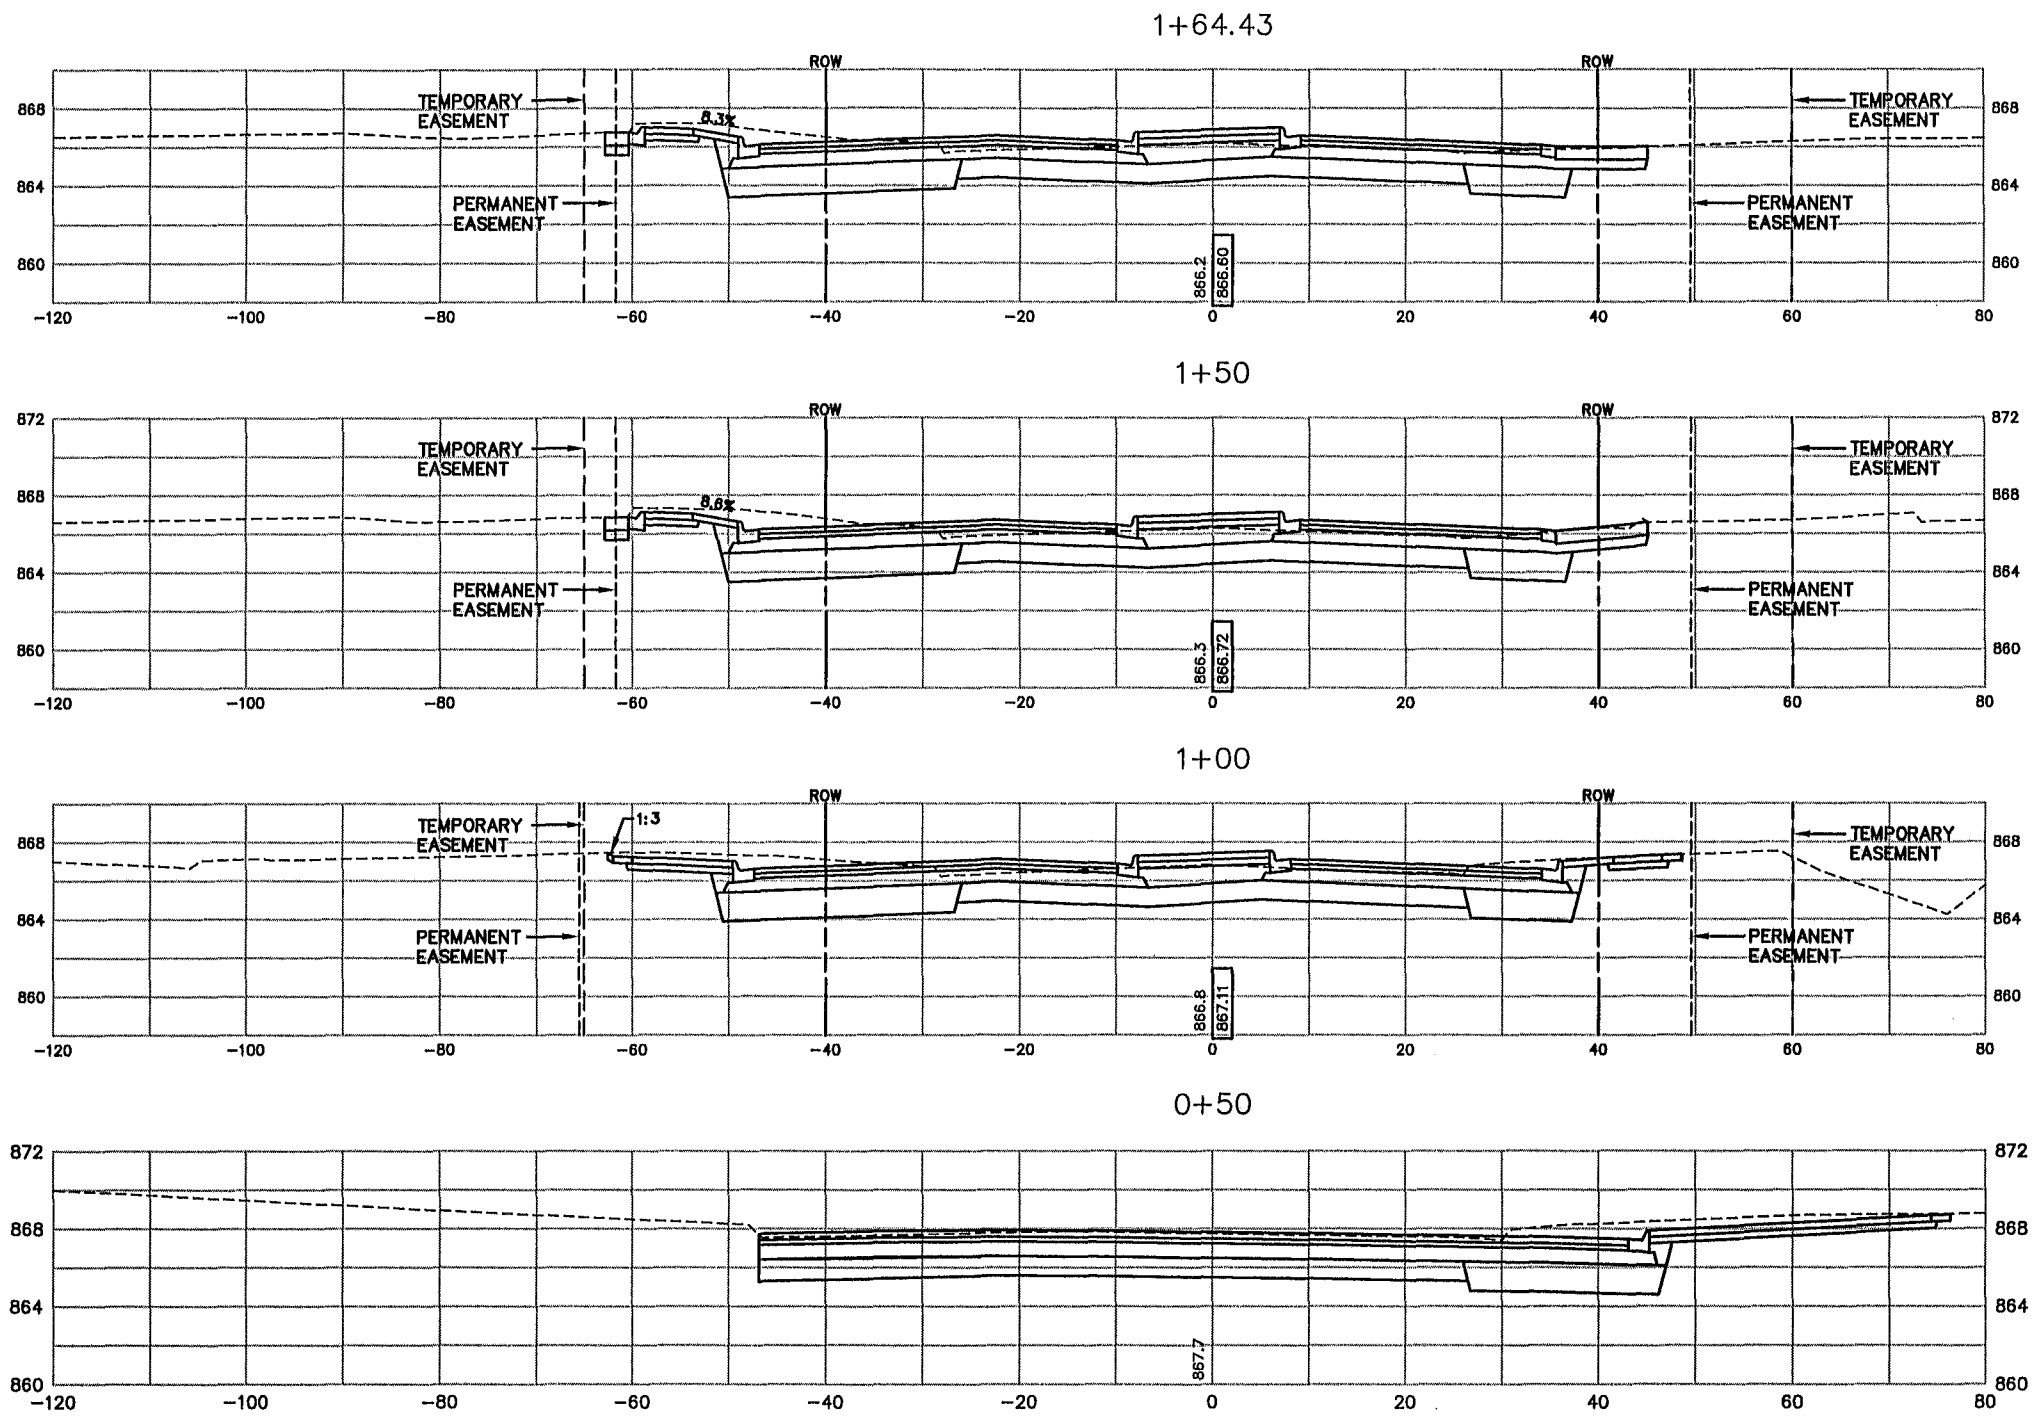 1+64.43
ROW ROW
868 TEMPORARY EASEMENT 8.3% TEMPORARY EASEMENT 868
864 864
PERMANENT EASEMENT PERMANENT EASEMENT
860 866.2 866.60 860
-120 -100 -80 -60 -40 -20 0 20 40 60 80
1+50
872 ROW ROW 872
TEMPORARY EASEMENT TEMPORARY EASEMENT
868 8.6% 868
864 864
PERMANENT EASEMENT PERMANENT EASEMENT
860 866.3 866.72 860
-120 -100 -80 -60 -40 -20 0 20 40 60 80
1+00
ROW ROW
TEMPORARY EASEMENT 1:3 TEMPORARY EASEMENT
868 868
864 864
PERMANENT EASEMENT PERMANENT EASEMENT
860 866.8 867.11 860
-120 -100 -80 -60 -40 -20 0 20 40 60 80
0+50
872 872
868 868
864 864
867.7
860 860
-120 -100 -80 -60 -40 -20 0 20 40 60 80